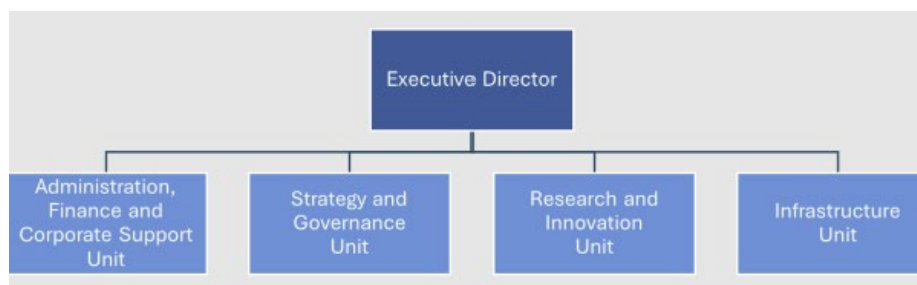 Executive Director
Administration,
Finance and
Corporate Support
Unit
Strategy and
Governance
Unit
Research and
Innovation
Unit
Infrastructure
Unit